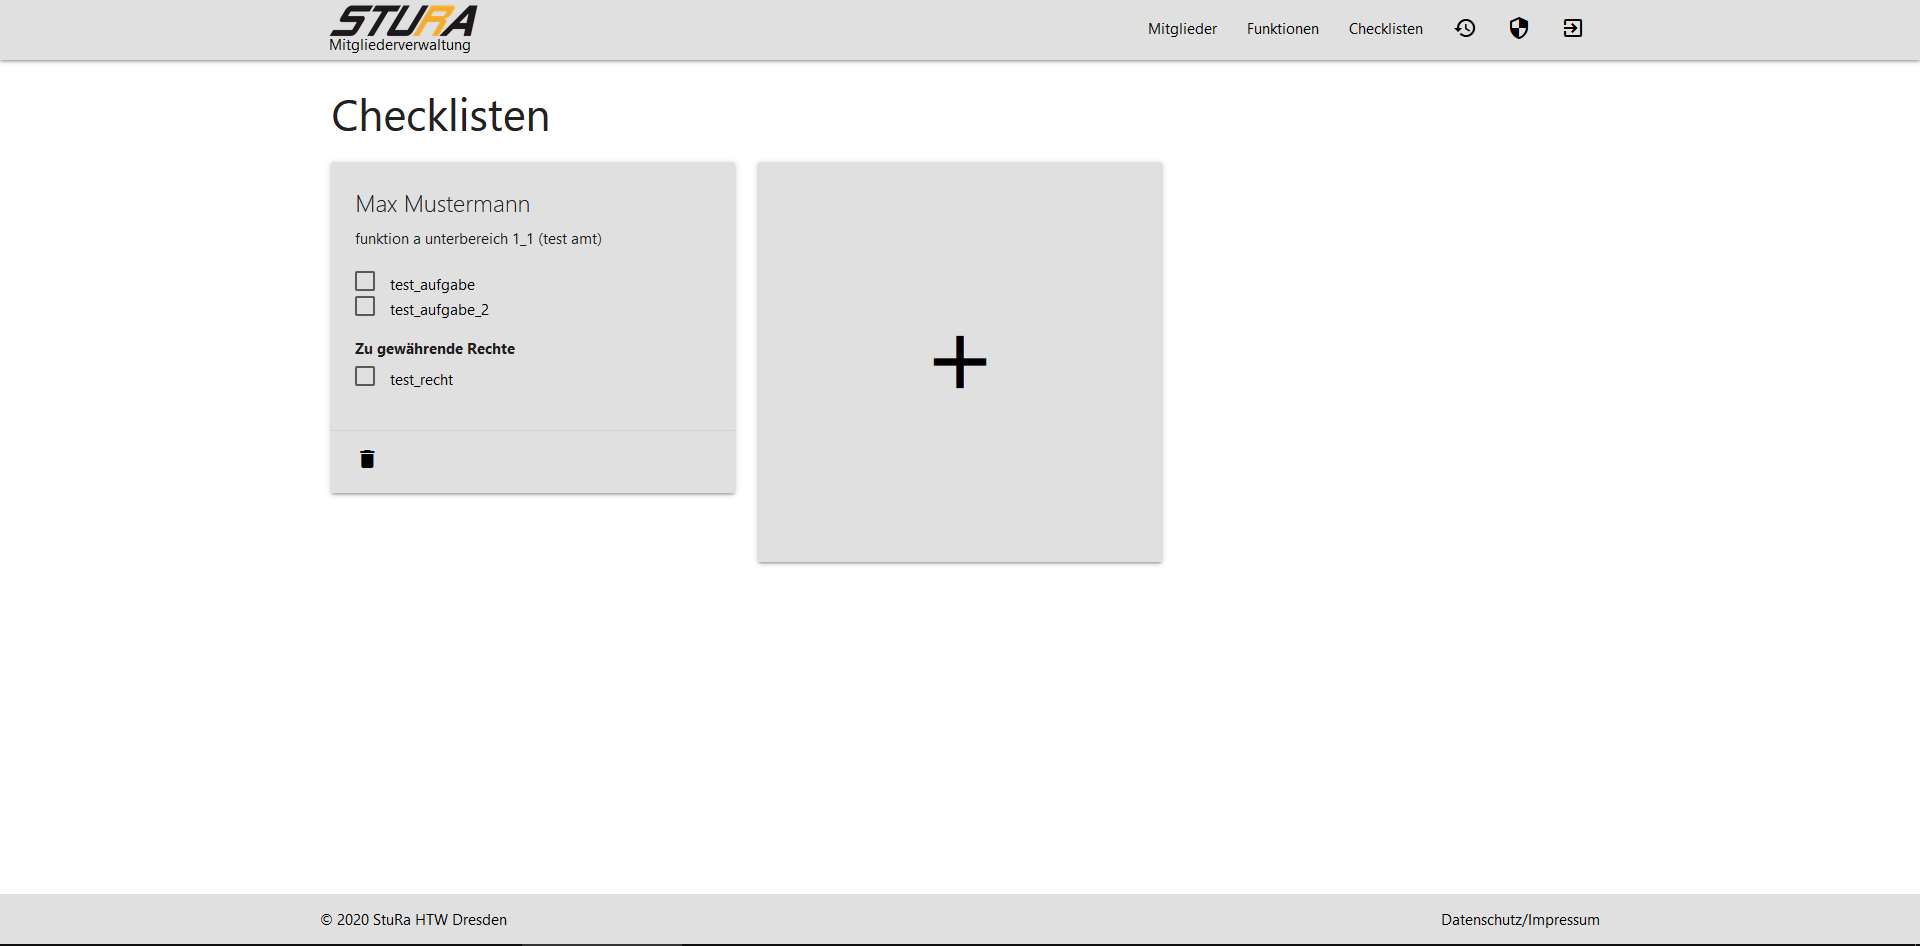 STURA
Mitgliederverwaltung
Mitglieder Funktionen Checklisten
Checklisten
Max Mustermann
funktion a unterbereich 1_1 (test amt)
test_aufgabe
test_aufgabe_2
Zu gewährende Rechte
test_recht
© 2020 StuRa HTW Dresden
Datenschutz/Impressum